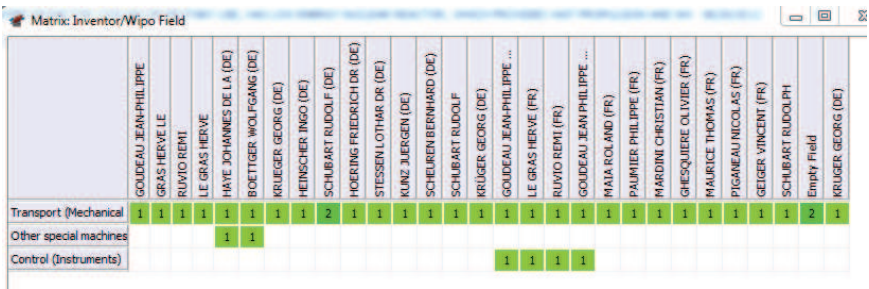 Matrix: Inventor/Wipo Field
GOUDEAU JEAN-PHILIPPE
GRAS HERVE LE
RUVIO REMI
LE GRAS HERVE
HAYE JOHANNES DE LA (DE)
BOETTGER WOLFGANG (DE)
KRUEGER GEORG (DE)
HEINSCHER INGO (DE)
SCHUBART RUDOLF (DE)
HOERING FRIEDRICH DR (DE)
STESSEN LOTHAR DR (DE)
KUNZ JUERGEN (DE)
SCHEUREN BERNHARD (DE)
SCHUBART RUDOLF
KRÜGER GEORG (DE)
GOUDEAU JEAN-PHILIPPE ...
LE GRAS HERVE (FR)
RUVIO REMI (FR)
GOUDEAU JEAN PHILIPPE ...
MAIA ROLAND (FR)
PAUMIER PHILIPPE (FR)
MARDINE CHRISTIAN (FR)
GHESQUIERE OLIVIER (FR)
MAURICE THOMAS (FR)
PIGANEAU NICOLAS (FR)
GEIGER VINCENT (FR)
SCHUBART RUDOLPH
Empty Field
KRUGER GEORG (DE)
Transport (Mechanical 1 1 1 1 1 1 1 1 2 1 1 1 1 1 1 1 1 1 1 1 1 1 1 1 1 1 1 2 1
Other special machines 1 1
Control (Instruments) 1 1 1 1